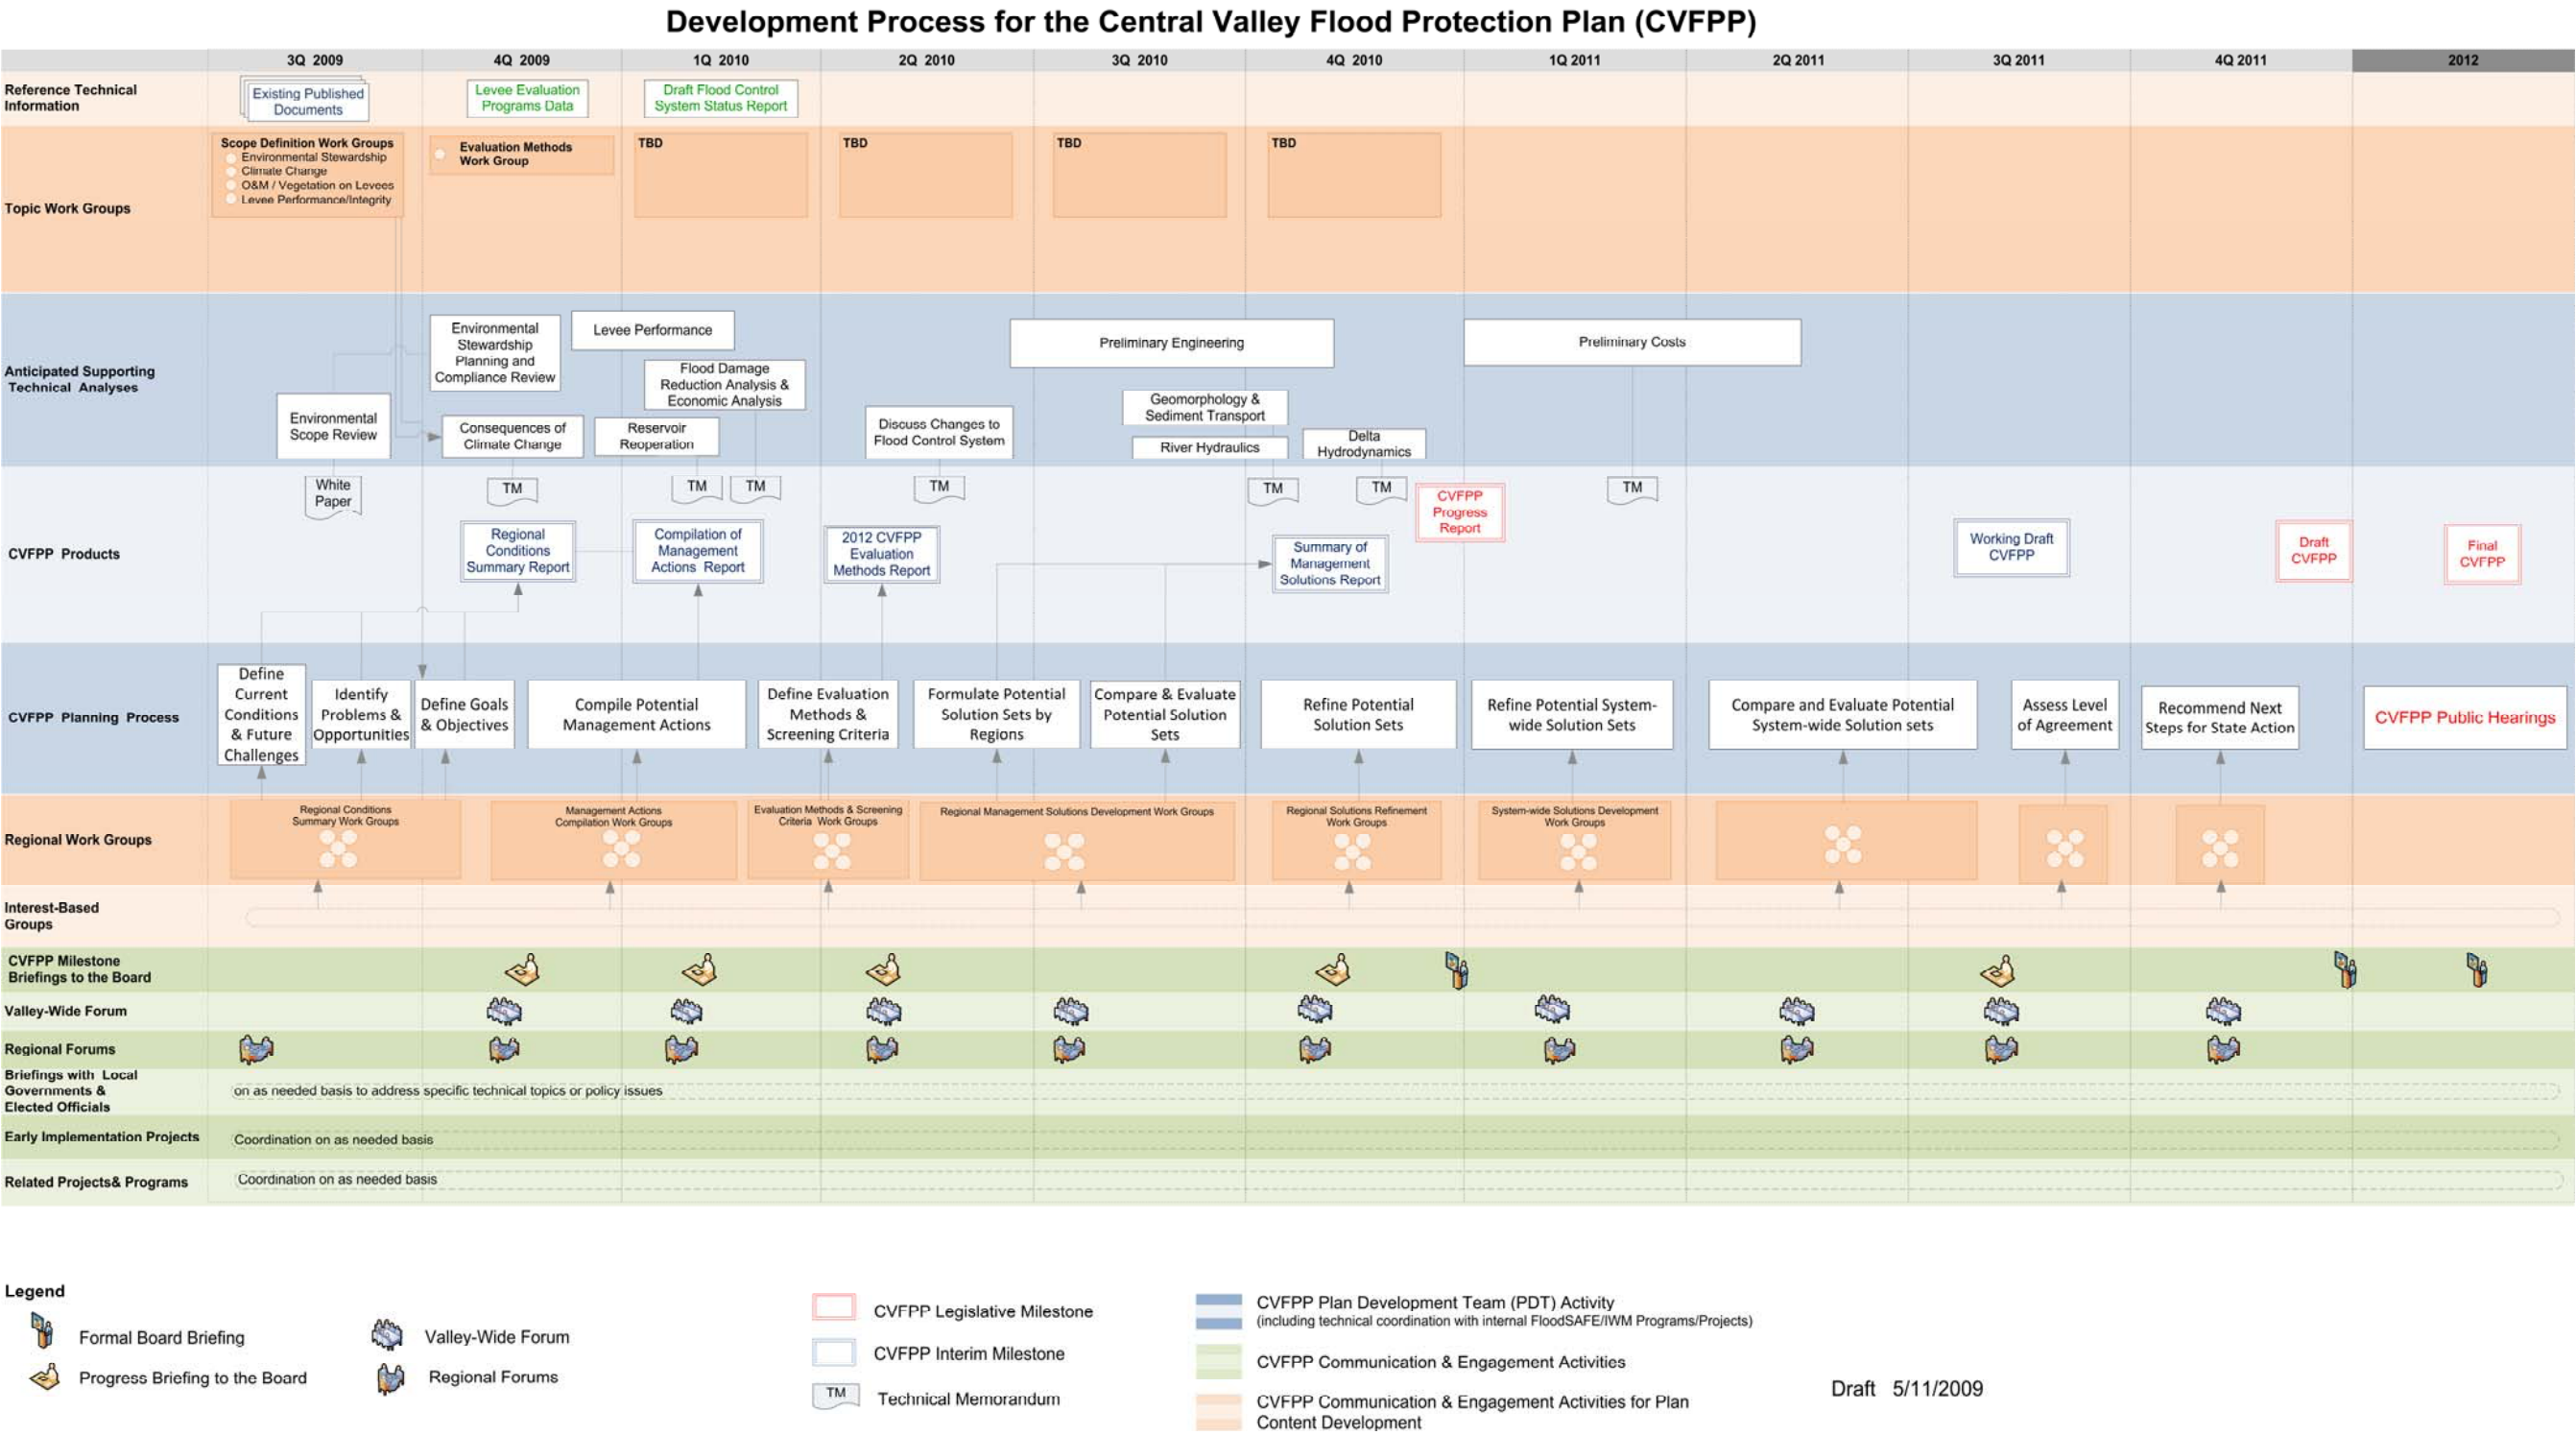 Development Process for the Central Valley Flood Protection Plan (CVFPP)
3Q 2009
4Q 2009
1Q 2010
2Q 2010
3Q 2010
4Q 2010
1Q 2011
2Q 2011
3Q 2011
4Q 2011
2012
Reference Technical
Information
Existing Published
Documents
Levee Evaluation
Programs Data
Draft Flood Control
System Status Report
Topic Work Groups
Scope Definition Work Groups
Environmental Stewardship
Climate Change
O&M / Vegetation on Levees
Levee Performance/Integrity
Evaluation Methods
Work Group
TBD
TBD
TBD
TBD
Anticipated Supporting
Technical Analyses
Environmental
Scope Review
Environmental
Stewardship
Planning and
Compliance Review
Consequences of
Climate Change
Levee Performance
Flood Damage
Reduction Analysis &
Economic Analysis
Reservoir
Reoperation
Discuss Changes to
Flood Control System
Preliminary Engineering
Geomorphology &
Sediment Transport
River Hydraulics
Delta
Hydrodynamics
Preliminary Costs
CVFPP Products
White
Paper
TM
TM
TM
TM
TM
TM
TM
Regional
Conditions
Summary Report
Compilation of
Management
Actions Report
2012 CVFPP
Evaluation
Methods Report
Summary of
Management
Solutions Report
CVFPP
Progress
Report
Working Draft
CVFPP
Draft
CVFPP
Final
CVFPP
CVFPP Planning Process
Define
Current
Conditions
& Future
Challenges
Identify
Problems &
Opportunities
Define Goals
& Objectives
Compile Potential
Management Actions
Define Evaluation
Methods &
Screening Criteria
Formulate Potential
Solution Sets by
Regions
Compare & Evaluate
Potential Solution
Sets
Refine Potential
Solution Sets
Refine Potential System-
wide Solution Sets
Compare and Evaluate Potential
System-wide Solution sets
Assess Level
of Agreement
Recommend Next
Steps for State Action
CVFPP Public Hearings
Regional Work Groups
Regional Conditions
Summary Work Groups
Management Actions
Compilation Work Groups
Evaluation Methods & Screening
Criteria Work Groups
Regional Management Solutions Development Work Groups
Regional Solutions Refinement
Work Groups
System-wide Solutions Development
Work Groups
Interest-Based
Groups
CVFPP Milestone
Briefings to the Board
Valley-Wide Forum
Regional Forums
Briefings with Local
Governments &
Elected Officials
on as needed basis to address specific technical topics or policy issues
Early Implementation Projects
Coordination on as needed basis
Related Projects& Programs
Coordination on as needed basis
Legend
Formal Board Briefing
Progress Briefing to the Board
Valley-Wide Forum
Regional Forums
CVFPP Legislative Milestone
CVFPP Interim Milestone
TM
Technical Memorandum
CVFPP Plan Development Team (PDT) Activity
(including technical coordination with internal FloodSAFE/IWM Programs/Projects)
CVFPP Communication & Engagement Activities
CVFPP Communication & Engagement Activities for Plan
Content Development
Draft 5/11/2009